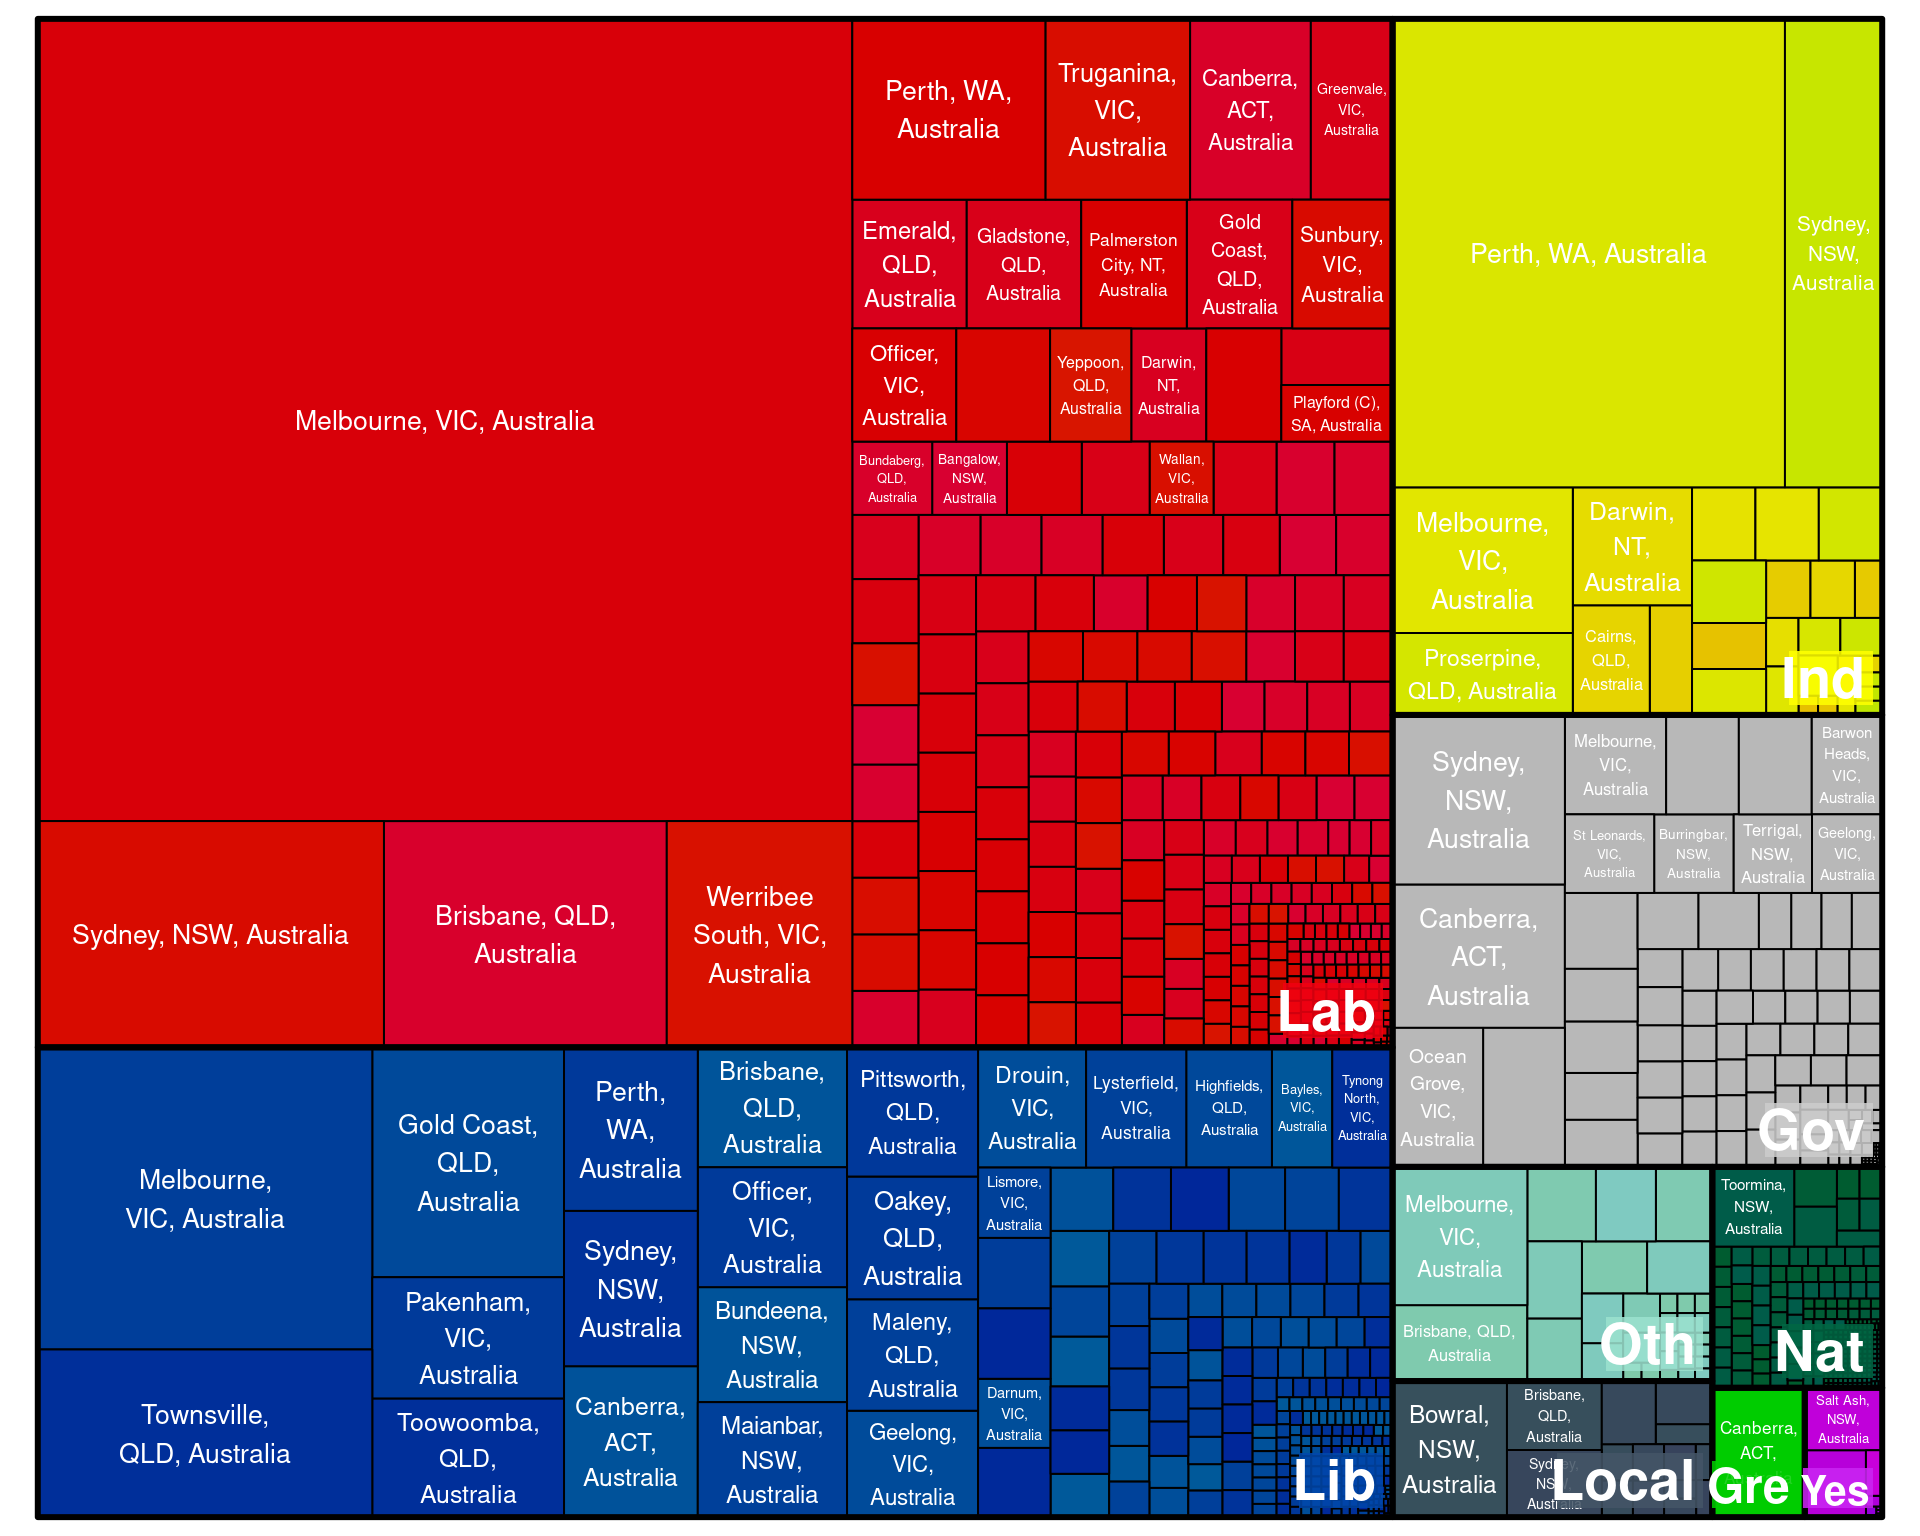 Melbourne, VIC, Australia
Sydney, NSW, Australia
Brisbane, QLD,
Australia
Werribee
South, VIC,
Australia
Perth, WA,
Australia
Truganina,
VIC,
Australia
Canberra,
ACT,
Australia
Greenvale,
VIC,
Australia
Emerald,
QLD,
Australia
Gladstone,
QLD,
Australia
Palmerston
City, NT,
Australia
Gold
Coast,
QLD,
Australia
Sunbury,
VIC,
Australia
Officer,
VIC,
Australia
Yeppoon,
QLD,
Australia
Darwin,
NT,
Australia
Playford (C),
SA, Australia
Bundaberg,
QLD,
Australia
Bangalow,
NSW,
Australia
Wallan,
VIC,
Australia
Lab
Perth, WA, Australia
Sydney,
NSW,
Australia
Melbourne,
VIC,
Australia
Darwin,
NT,
Australia
Proserpine,
QLD, Australia
Cairns,
QLD,
Australia
Ind
Sydney,
NSW,
Australia
Melbourne,
VIC,
Australia
Barwon
Heads,
VIC,
Australia
St Leonards,
VIC,
Australia
Burringbar,
NSW,
Australia
Terrigal,
NSW,
Australia
Geelong,
VIC,
Australia
Canberra,
ACT,
Australia
Ocean
Grove,
VIC,
Australia
Gov
Melbourne,
VIC, Australia
Townsville,
QLD, Australia
Gold Coast,
QLD,
Australia
Pakenham,
VIC,
Australia
Toowoomba,
QLD,
Australia
Perth,
WA,
Australia
Sydney,
NSW,
Australia
Canberra,
ACT,
Australia
Brisbane,
QLD,
Australia
Officer,
VIC,
Australia
Bundeena,
NSW,
Australia
Maianbar,
NSW,
Australia
Pittsworth,
QLD,
Australia
Oakey,
QLD,
Australia
Maleny,
QLD,
Australia
Geelong,
VIC,
Australia
Drouin,
VIC,
Australia
Lysterfield,
VIC,
Australia
Highfields,
QLD,
Australia
Bayles,
VIC,
Australia
Tynong
North,
VIC,
Australia
Lismore,
VIC,
Australia
Darnum,
VIC,
Australia
Lib
Melbourne,
VIC,
Australia
Brisbane, QLD,
Australia
Oth
Toormina,
NSW,
Australia
Nat
Bowral,
NSW,
Australia
Brisbane,
QLD,
Australia
Sydney,
NSW,
Australia
Local
Canberra,
ACT,
Gre
Salt Ash,
NSW,
Australia
Yes